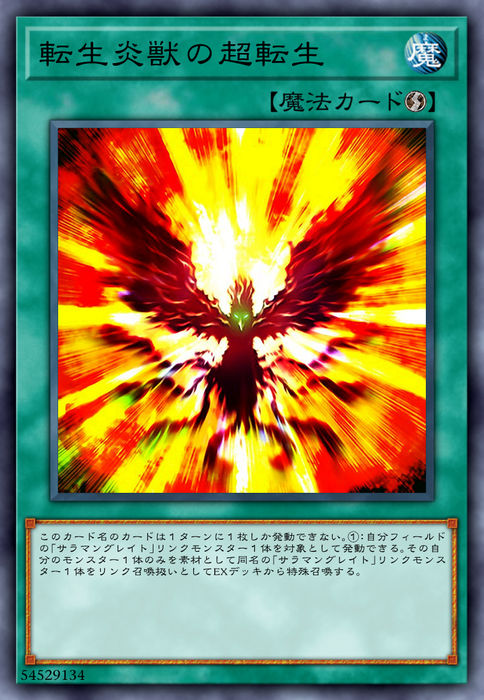 転生炎獣の超転生
魔
【魔法カード】
このカード名のカードは1ターンに1枚しか発動できない。①:自分フィールド
の「サラマングレイト」リンクモンスター1体を対象として発動できる。その自
分のモンスター1体のみを素材として同名の「サラマングレイト」リンクモンス
ター1体をリンク召喚扱いとしてEXデッキから特殊召喚する。
54529134